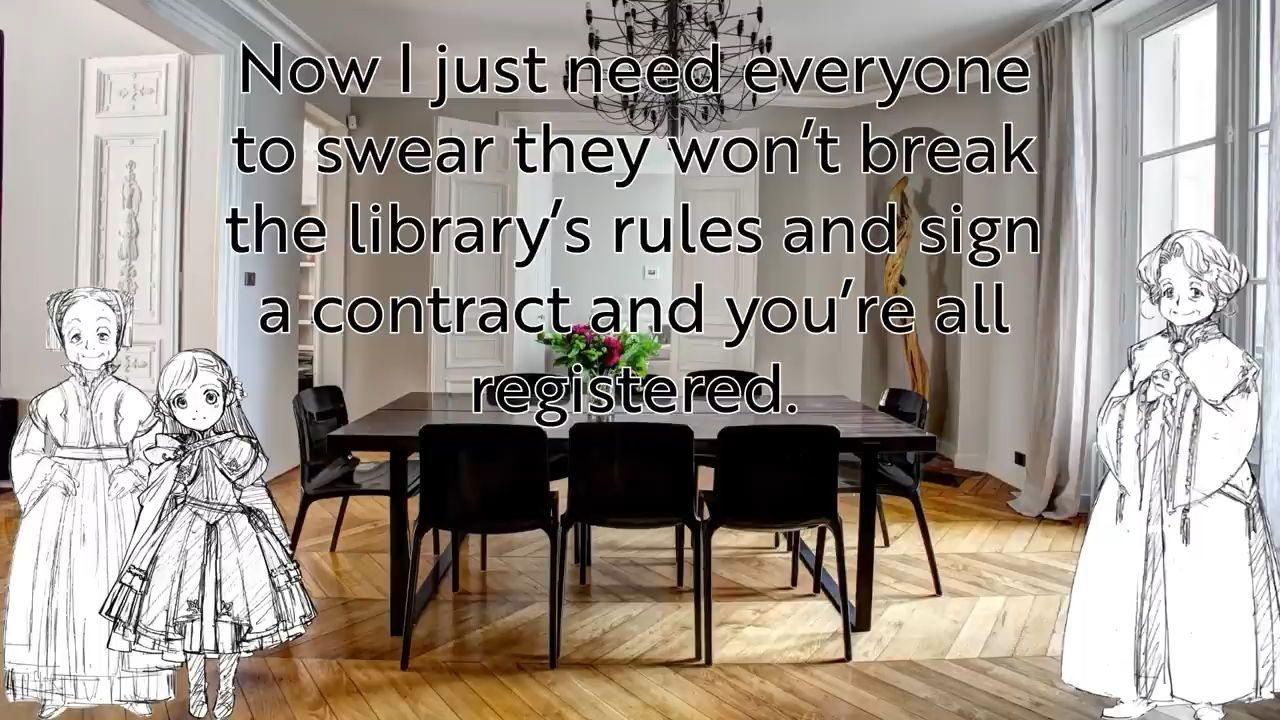 Now I just need everyone
to swear they won't break
the library's rules and sign
a contract and you're all
registered.